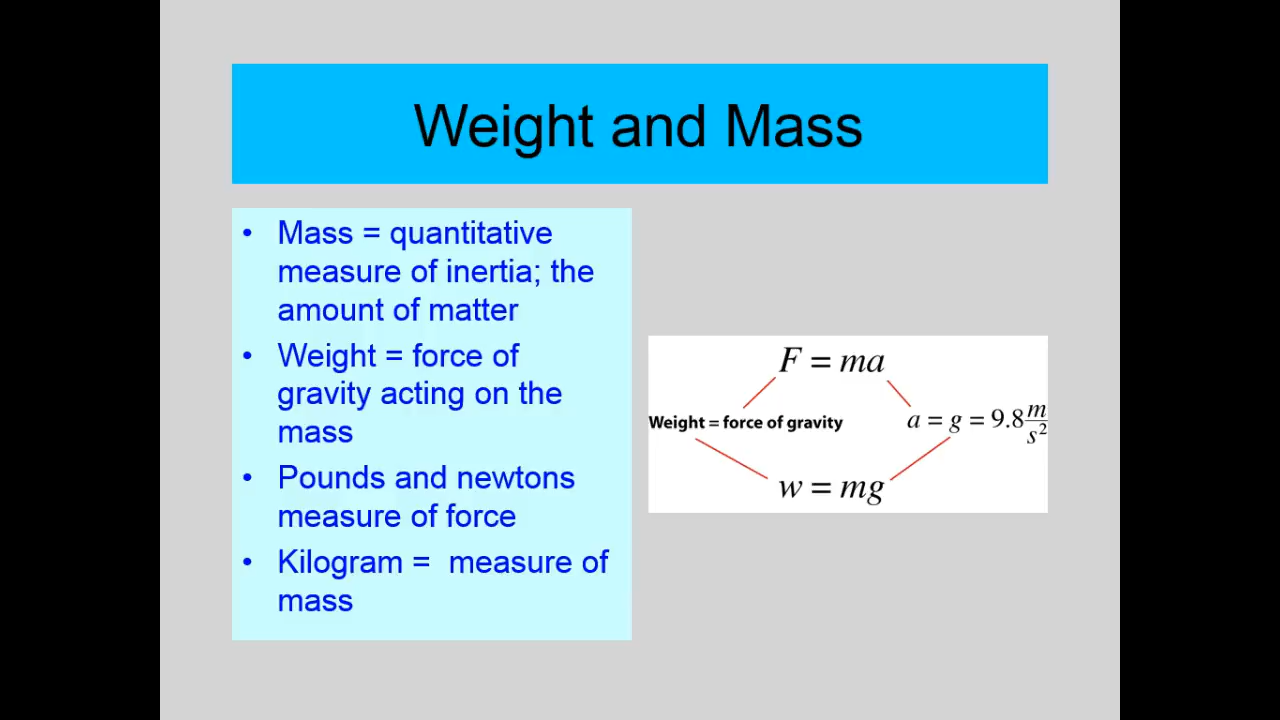 Weight and Mass
• Mass = quantitative
measure of inertia; the
amount of matter
• Weight = force of
gravity acting on the
mass
• Pounds and newtons
measure of force
• Kilogram =  measure of
mass
F = ma
Weight = force of gravity
a = g = 9.8 m/s²
w = mg